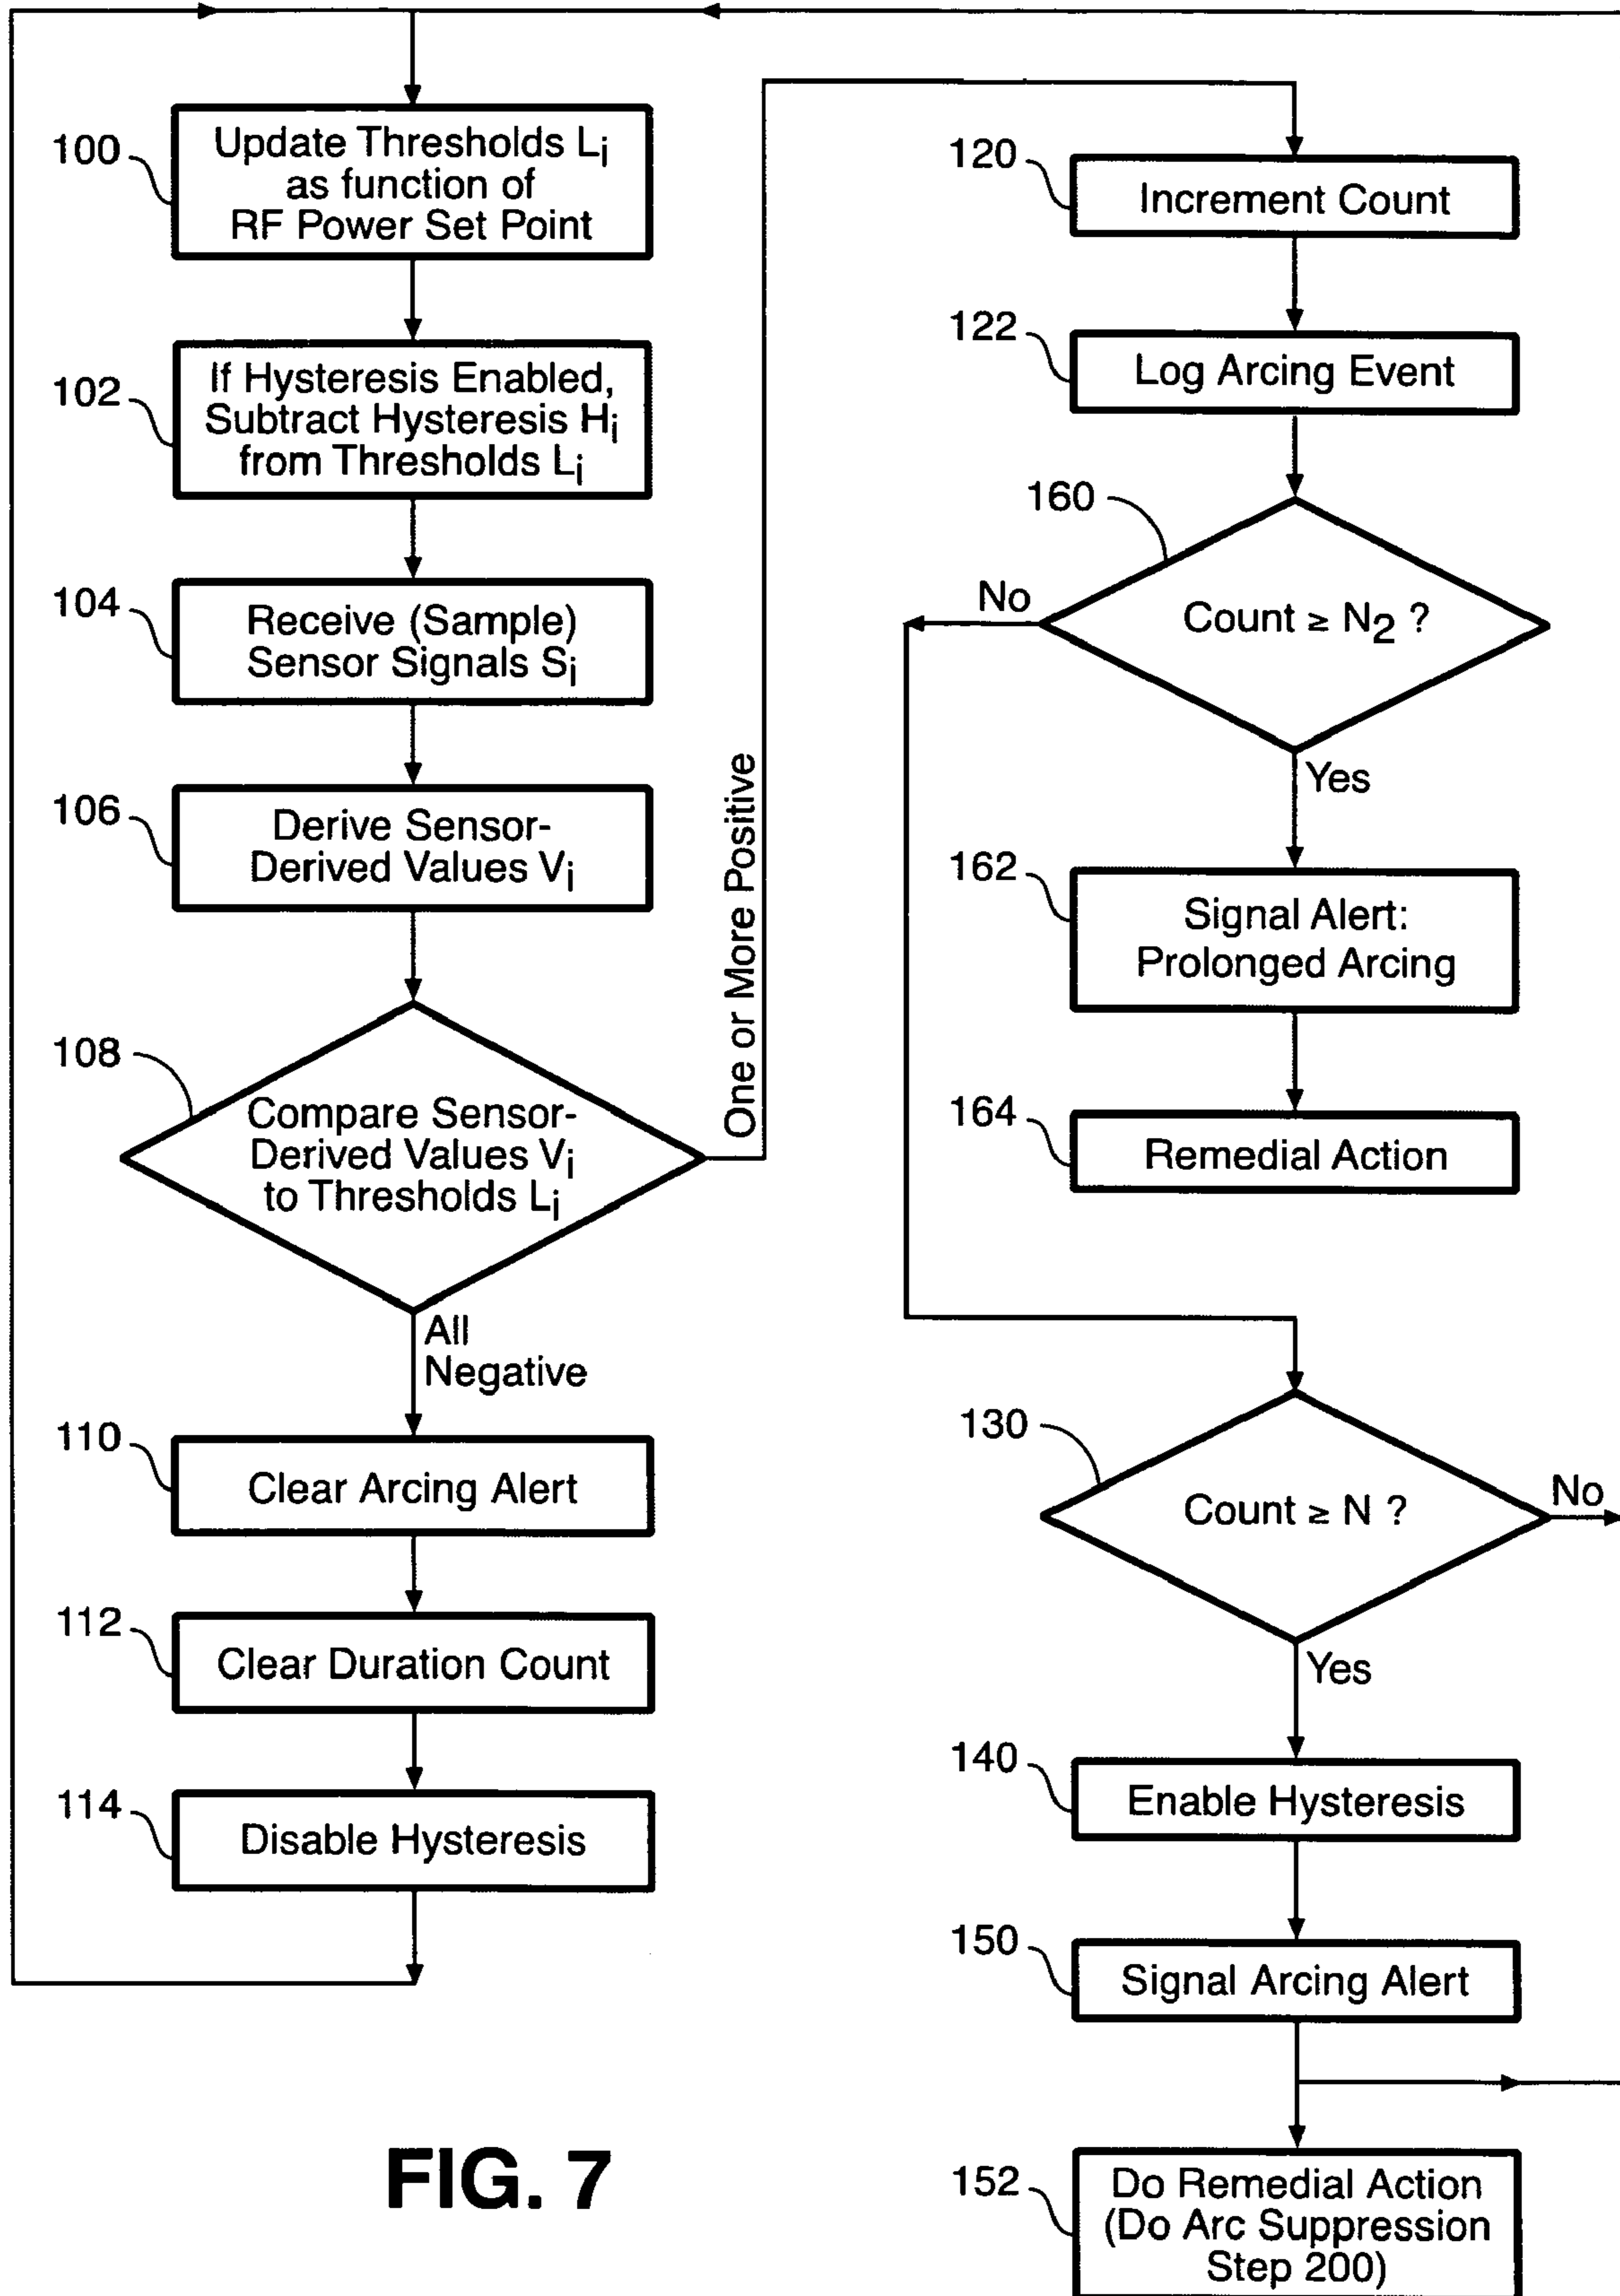 100
Update Thresholds Li
as function of
RF Power Set Point
102
If Hysteresis Enabled,
Subtract Hysteresis Hi
from Thresholds Li
104
Receive (Sample)
Sensor Signals Si
106
Derive Sensor-
Derived Values Vi
108
Compare Sensor-
Derived Values Vi
to Thresholds Li
One or More Positive
All
Negative
110
Clear Arcing Alert
112
Clear Duration Count
114
Disable Hysteresis
120
Increment Count
122
Log Arcing Event
160
Count ≥ N2 ?
No
Yes
162
Signal Alert:
Prolonged Arcing
164
Remedial Action
130
Count ≥ N ?
No
Yes
140
Enable Hysteresis
150
Signal Arcing Alert
152
Do Remedial Action
(Do Arc Suppression
Step 200)
FIG. 7